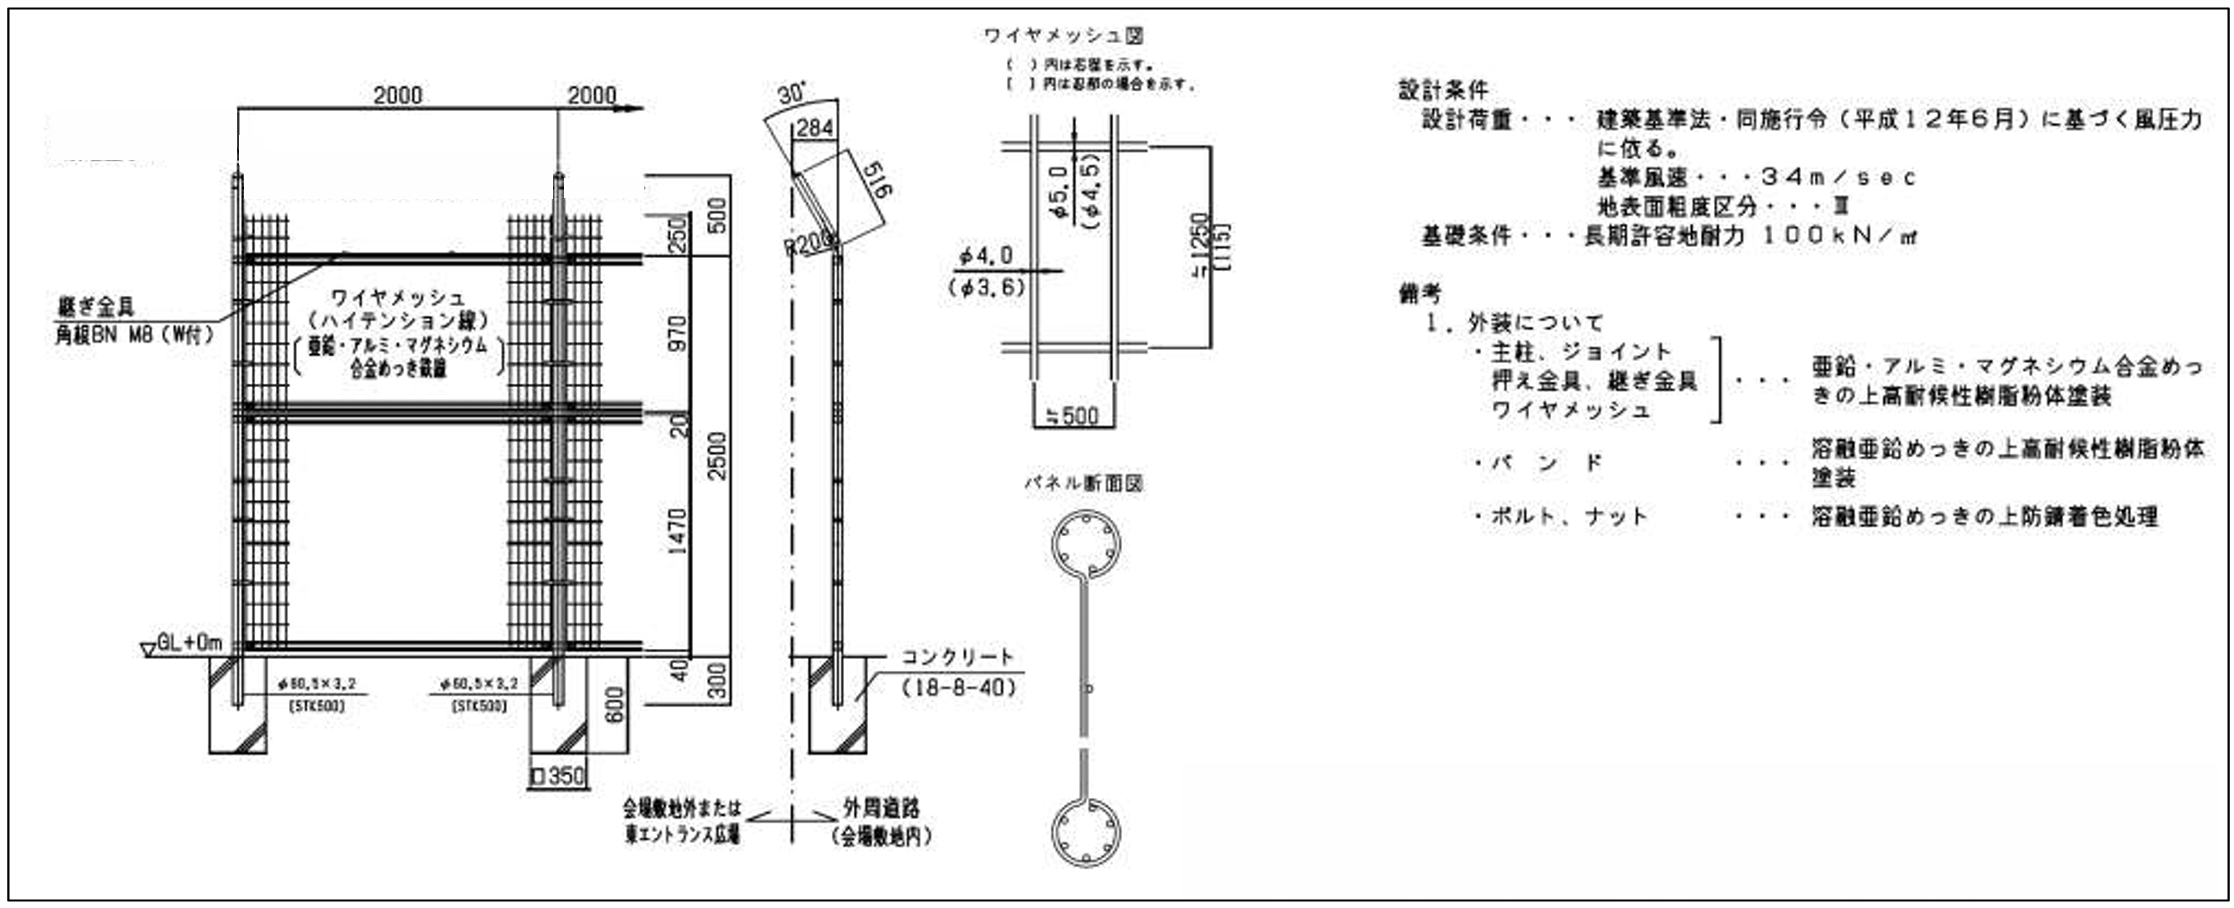 2000
2000
継ぎ金具
角根BN M8（W付）
ワイヤメッシュ
（ハイテンション線）
亜鉛・アルミ・マグネシウム
合金めっき鉄線
250
500
970
20
2500
1470
40
300
600
GL+0m
φ60.5×3.2
[STK500]
φ60.5×3.2
[STK500]
□350
30°
284
516
R200
コンクリート
(18-8-40)
会場敷地外または
東エントランス広場
外周道路
（会場敷地内）
ワイヤメッシュ図
（ ）内は芯径を示す。
[ ]内は忍部の場合を示す。
φ5.0
(φ4.5)
φ4.0
(φ3.6)
≒1250
[115]
≒500
パネル断面図
設計条件
設計荷重・・・ 建築基準法・同施行令（平成１２年６月）に基づく風圧力
に依る。
基準風速・・・３４ｍ／ｓｅｃ
地表面粗度区分・・・Ⅲ
基礎条件・・・長期許容地耐力 １００ｋＮ／㎡
備考
１．外装について
・主柱、ジョイント
押え金具、継ぎ金具
ワイヤメッシュ
・・・ 亜鉛・アルミ・マグネシウム合金めっ
きの上高耐候性樹脂粉体塗装
・バンド ・・・ 溶融亜鉛めっきの上高耐候性樹脂粉体
塗装
・ボルト、ナット ・・・ 溶融亜鉛めっきの上防錆着色処理